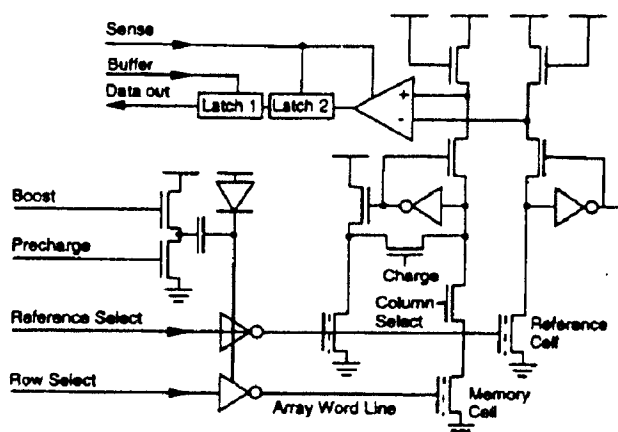 Sense
Buffer
Data out
Latch 1
Latch 2
+
-
Boost
Precharge
Charge
Column
Select
Reference Select
Reference
Cell
Row Select
Array Word Line
Memory
Cell